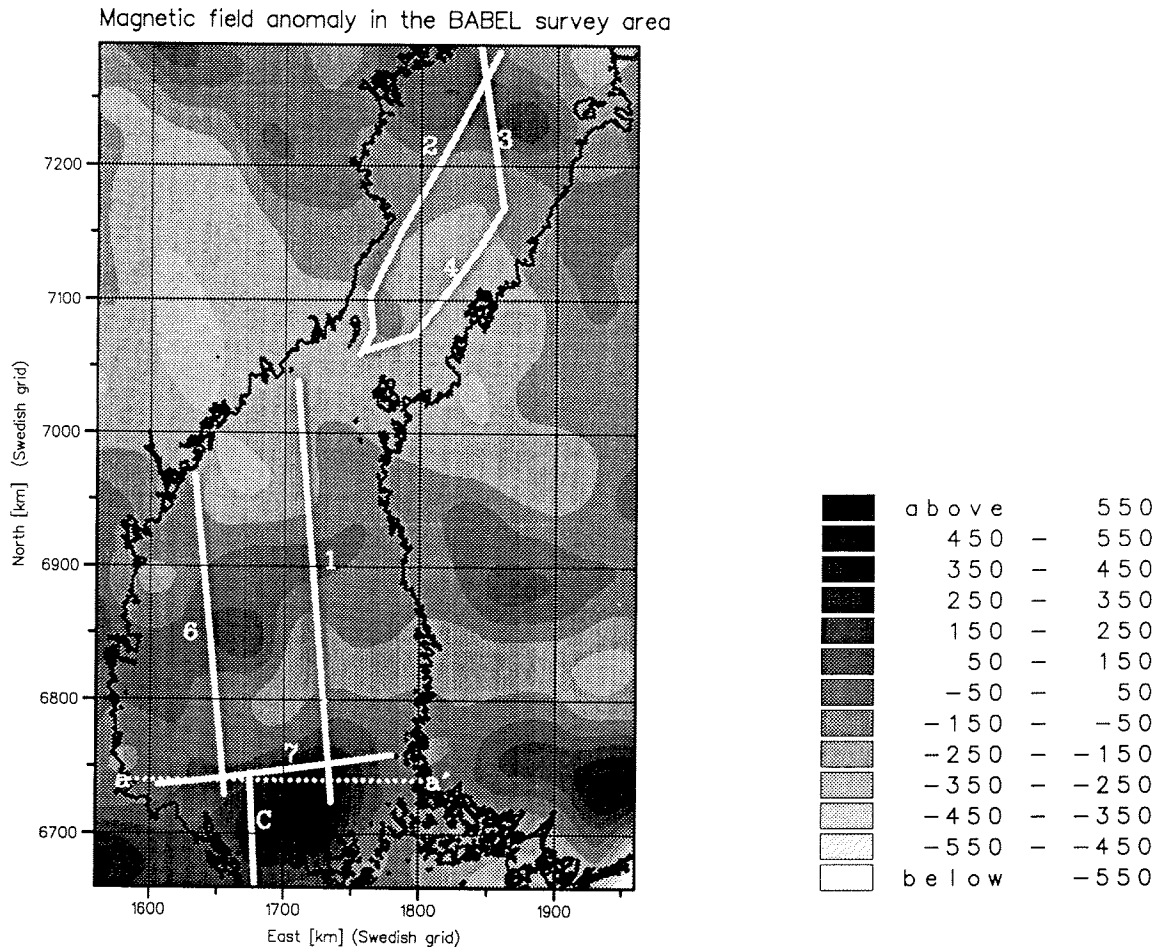 Magnetic field anomaly in the BABEL survey area
7200
7100
7000
6900
6800
6700
North [km] (Swedish grid)
1600 1700 1800 1900
East [km] (Swedish grid)
2
3
4
1
6
7
a a'
C
above 550
450 – 550
350 – 450
250 – 350
150 – 250
50 – 150
-50 – 50
-150 – -50
-250 – -150
-350 – -250
-450 – -350
-550 – -450
below -550